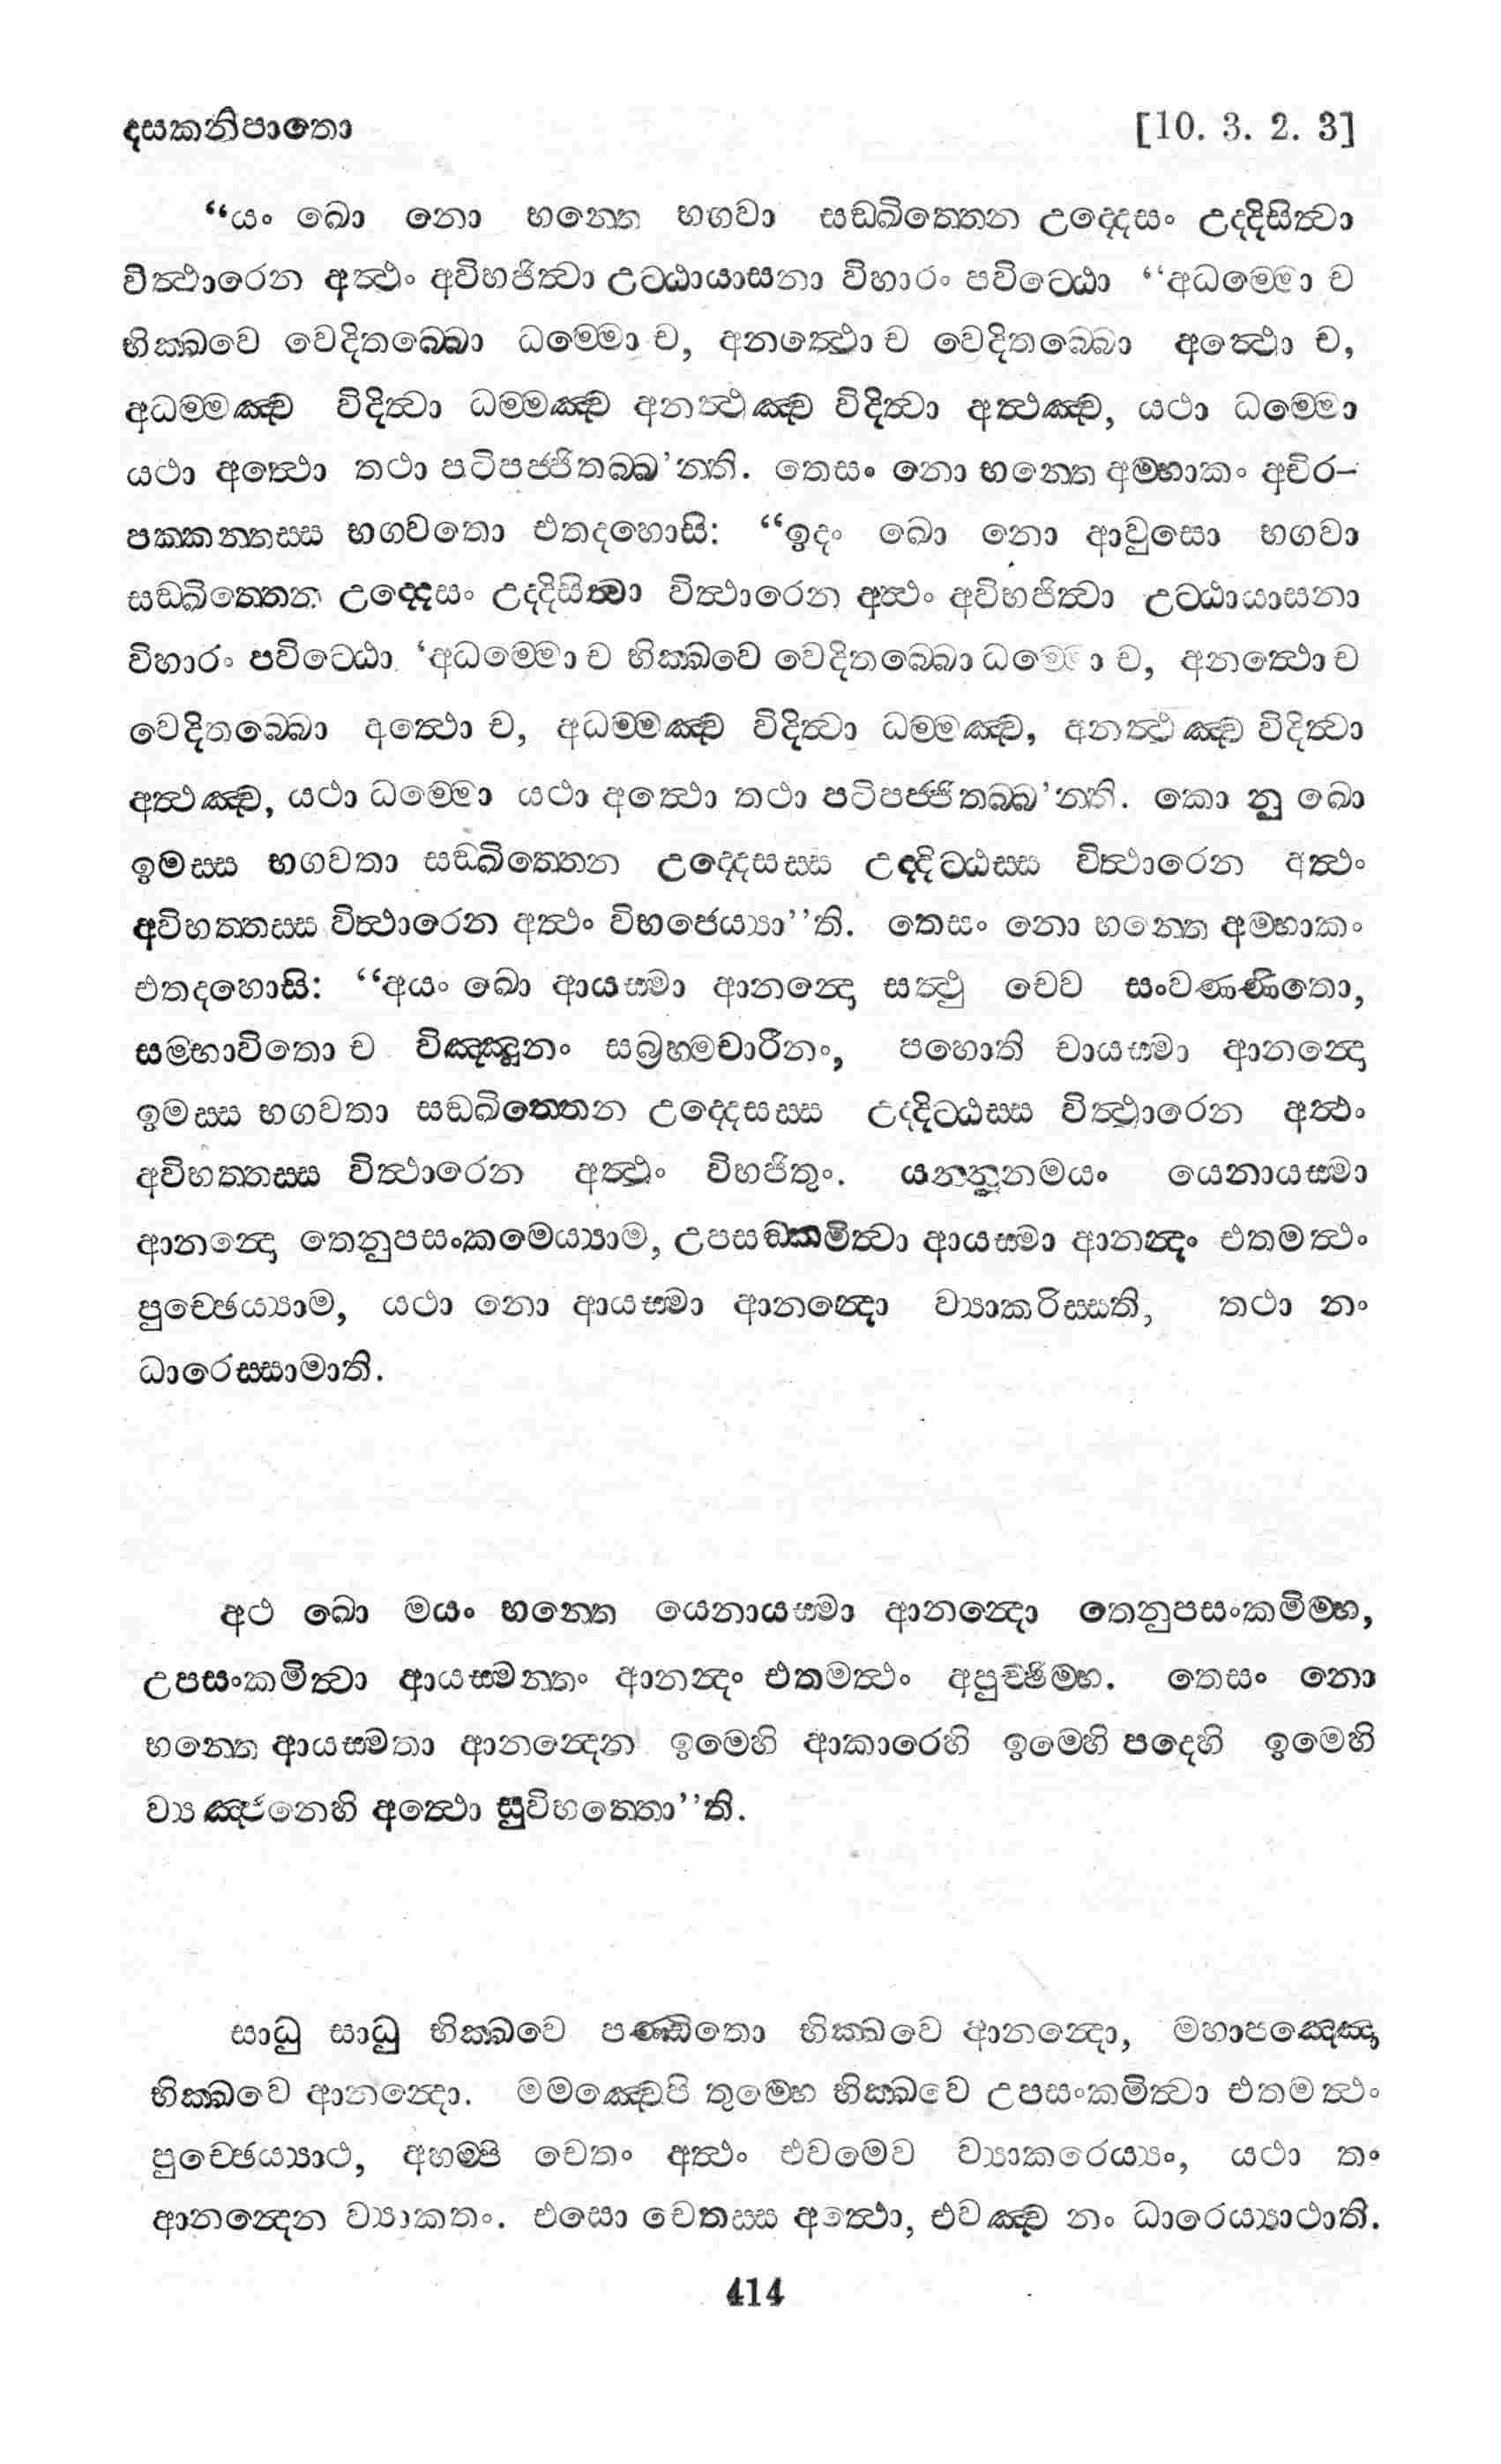 දසකනිපාතො [10. 3. 2. 3]
“යං ඛො නො භන්තෙ භගවා සඞ්ඛිත්තෙන උද්දෙසං උද්දිසිත්වා
විත්ථාරෙන අත්ථං අවිභජිත්වා උට්ඨායාසනා විහාරං පවිට්ඨො “අධම්මො ච
භික්ඛවෙ වෙදිතබ්බො ධම්මො ච, අනත්ථො ච වෙදිතබ්බො අත්ථො ච,
අධම්මඤ්ච විදිත්වා ධම්මඤ්ච අනත්ථඤ්ච විදිත්වා අත්ථඤ්ච, යථා ධම්මො
යථා අත්ථො තථා පටිපජ්ජිතබ්බ’න්ති. තෙසං නො භන්තෙ අම්හාකං අචිර–
පක්කන්තස්ස භගවතො එතදහොසි: “ඉදං ඛො නො ආවුසො භගවා
සඞ්ඛිත්තෙන උද්දෙසං උද්දිසිත්වා විත්ථාරෙන අත්ථං අවිභජිත්වා උට්ඨායාසනා
විහාරං පවිට්ඨො ‘අධම්මො ච භික්ඛවෙ වෙදිතබ්බො ධම්මො ච, අනත්ථො ච
වෙදිතබ්බො අත්ථො ච, අධම්මඤ්ච විදිත්වා ධම්මඤ්ච, අනත්ථඤ්ච විදිත්වා
අත්ථඤ්ච, යථා ධම්මො යථා අත්ථො තථා පටිපජ්ජිතබ්බ’න්ති. කො නු ඛො
ඉමස්ස භගවතා සඞ්ඛිත්තෙන උද්දෙසස්ස උද්දිට්ඨස්ස විත්ථාරෙන අත්ථං
අවිභත්තස්ස විත්ථාරෙන අත්ථං විභජෙය්‍යා”ති. තෙසං නො භන්තෙ අම්හාකං
එතදහොසි: “අයං ඛො ආයස්මා ආනන්දො සත්ථු චෙව සංවණ්ණිතො,
සම්භාවිතො ච විඤ්ඤූනං සබ්‍රහ්මචාරීනං, පහොති චායස්මා ආනන්දො
ඉමස්ස භගවතා සඞ්ඛිත්තෙන උද්දෙසස්ස උද්දිට්ඨස්ස විත්ථාරෙන අත්ථං
අවිභත්තස්ස විත්ථාරෙන අත්ථං විභජිතුං. යන්නූනමයං යෙනායස්මා
ආනන්දො තෙනුපසංකමෙය්‍යාම, උපසඞ්කමිත්වා ආයස්මා ආනන්දං එතමත්ථං
පුච්ඡෙය්‍යාම, යථා නො ආයස්මා ආනන්දො ව්‍යාකරිස්සති, තථා නං
ධාරෙස්සාමාති.
අථ ඛො මයං භන්තෙ යෙනායස්මා ආනන්දො තෙනුපසංකමිම්හ,
උපසංකමිත්වා ආයස්මන්තං ආනන්දං එතමත්ථං අපුච්ඡිම්හ. තෙසං නො
භන්තෙ ආයස්මතා ආනන්දෙන ඉමෙහි ආකාරෙහි ඉමෙහි පදෙහි ඉමෙහි
ව්‍යඤ්ජනෙහි අත්ථො සුවිභත්තො”ති.
සාධු සාධු භික්ඛවෙ පණ්ඩිතො භික්ඛවෙ ආනන්දො, මහාපඤ්ඤො
භික්ඛවෙ ආනන්දො. මමඤ්චෙපි තුම්හෙ භික්ඛවෙ උපසංකමිත්වා එතමත්ථං
පුච්ඡෙය්‍යාථ, අහම්පි චෙතං අත්ථං එවමෙව ව්‍යාකරෙය්‍යං, යථා තං
ආනන්දෙන ව්‍යාකතං. එසො චෙතස්ස අත්ථො, එවඤ්ච නං ධාරෙය්‍යාථාති.
414